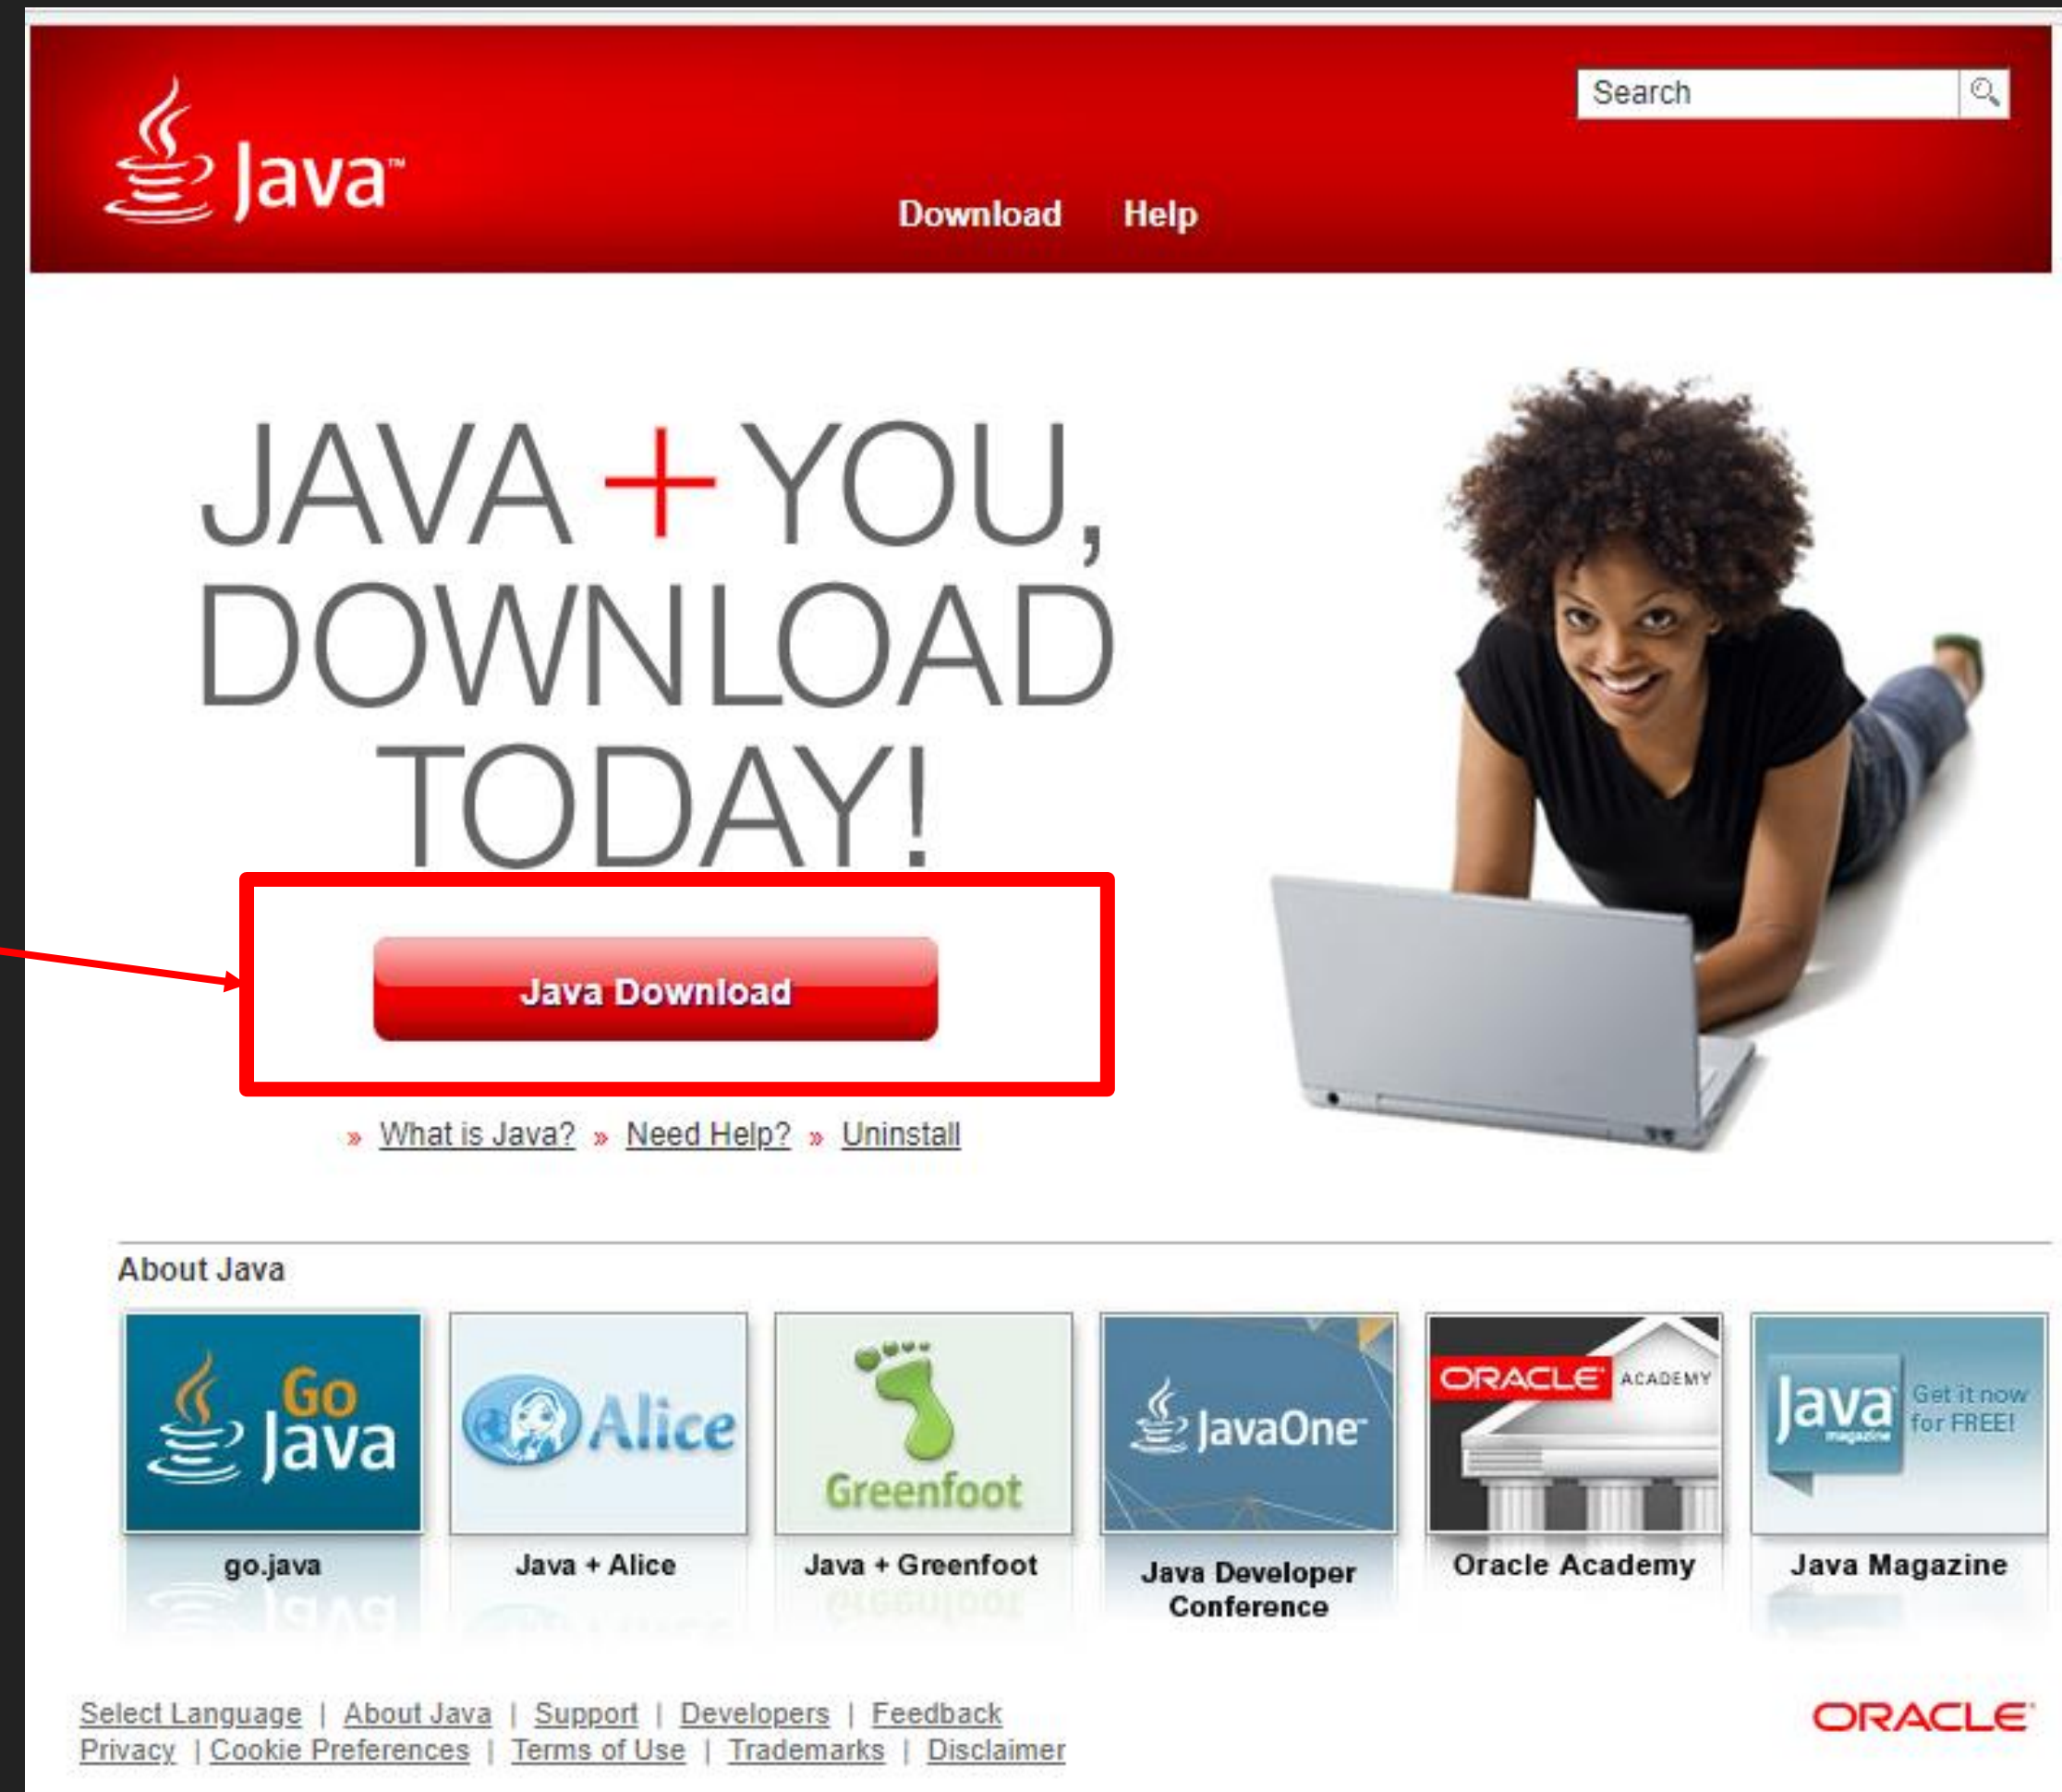 Search
Java™
Download Help
JAVA + YOU,
DOWNLOAD
TODAY!
Java Download
» What is Java? » Need Help? » Uninstall
About Java
Go
Java
Alice
Greenfoot
JavaOne™
ORACLE® ACADEMY
Java
magazine
Get it now
for FREE!
go.java
Java + Alice
Java + Greenfoot
Java Developer
Conference
Oracle Academy
Java Magazine
Select Language | About Java | Support | Developers | Feedback
Privacy | Cookie Preferences | Terms of Use | Trademarks | Disclaimer
ORACLE®